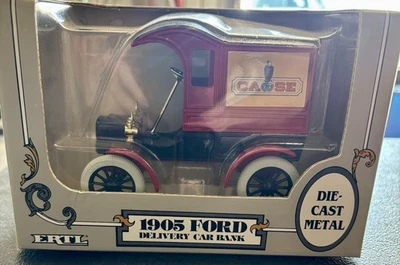 CASE
DIE-
CAST
METAL
1905 FORD
DELIVERY CAR BANK
ERTL